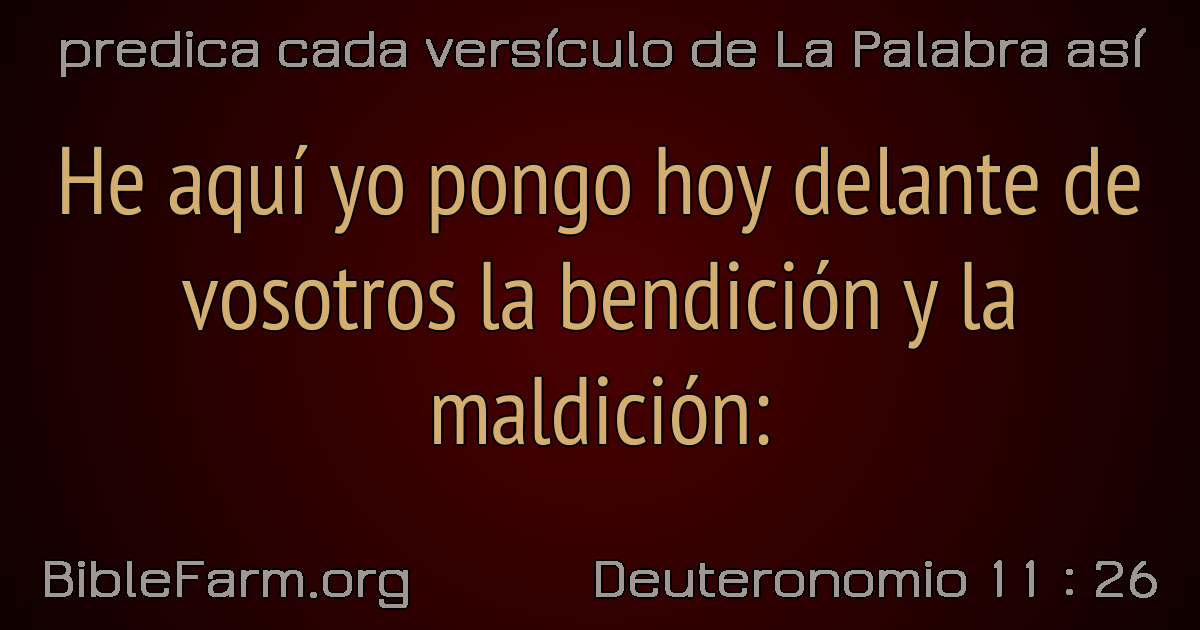 predica cada versículo de La Palabra así
He aquí yo pongo hoy delante de
vosotros la bendición y la
maldición:
BibleFarm.org Deuteronomio 11 : 26